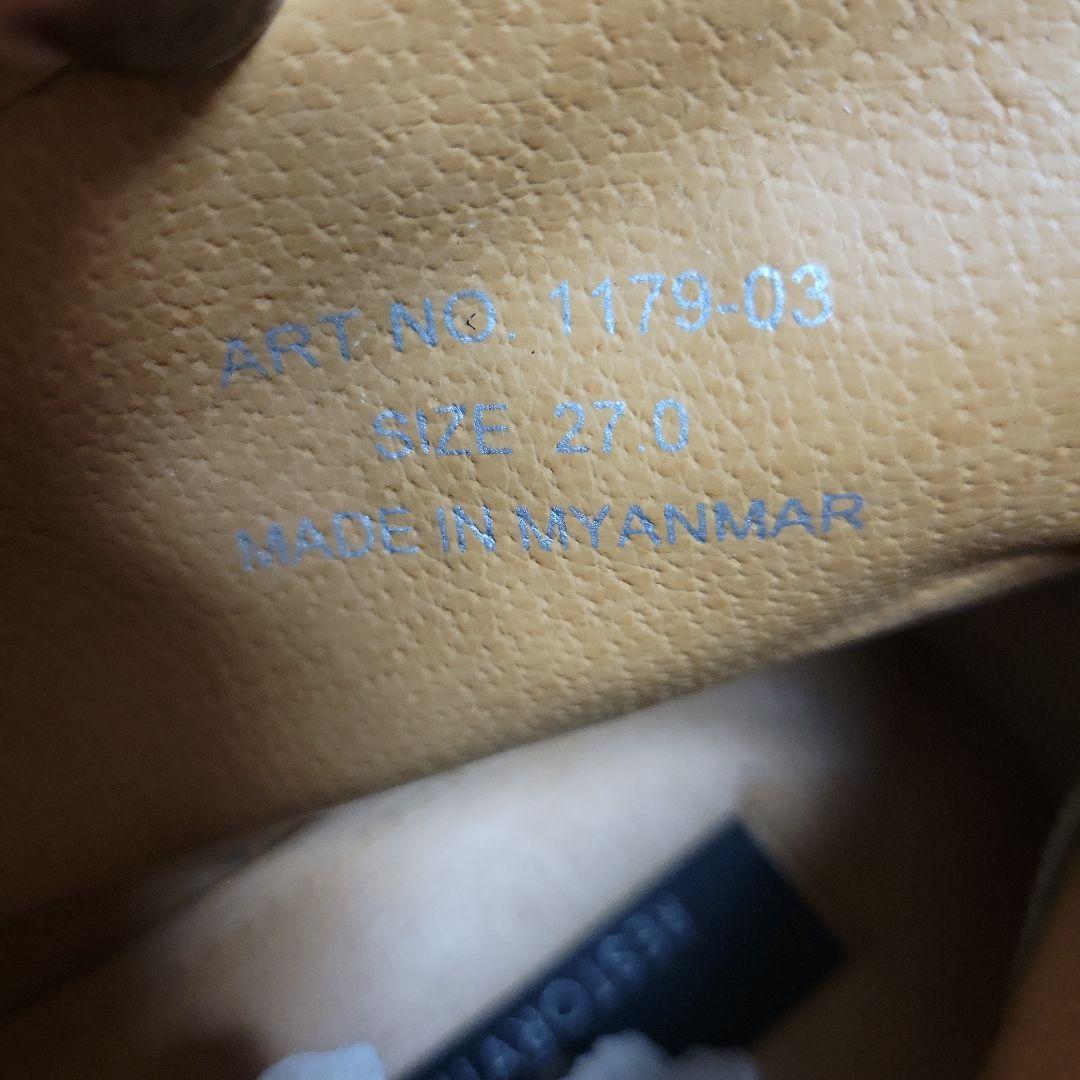 ART NO. 1179-03
SIZE 27.0
MADE IN MYANMAR